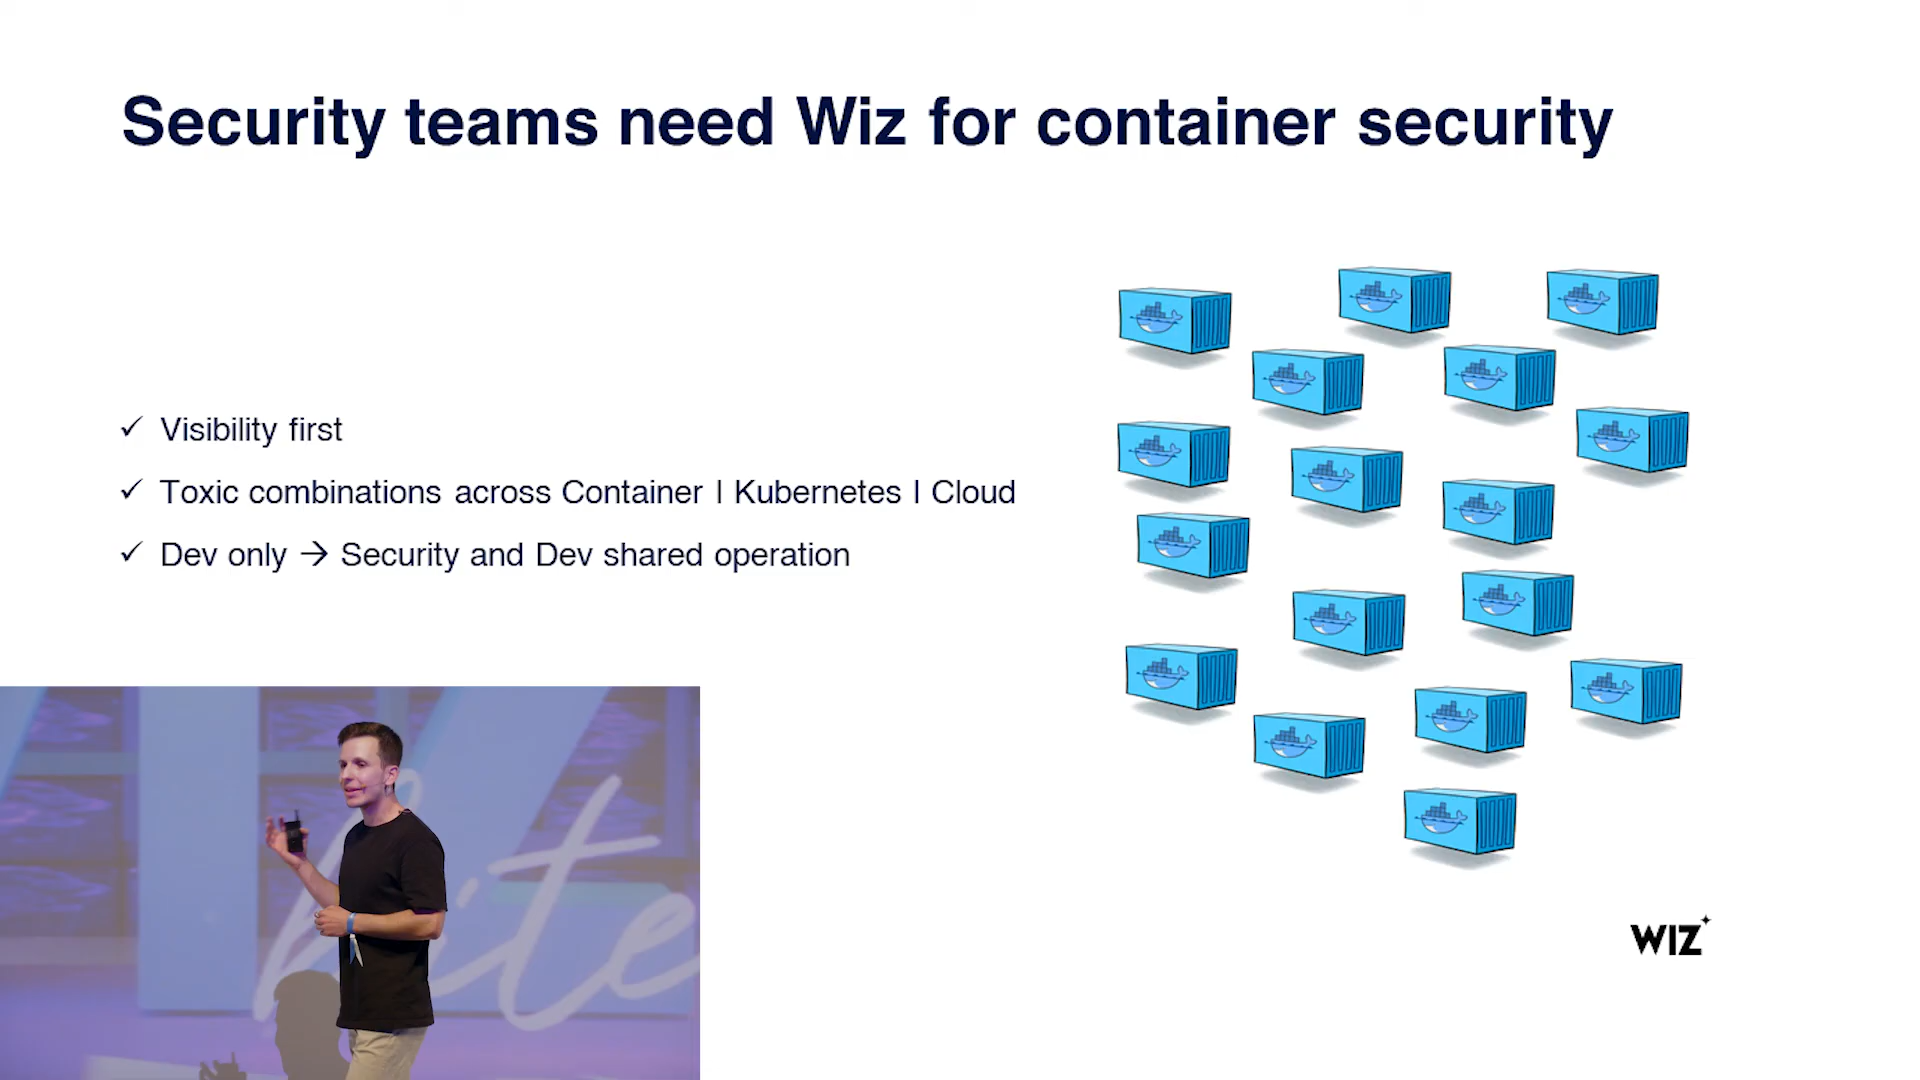 Security teams need Wiz for container security
✓ Visibility first
✓ Toxic combinations across Container | Kubernetes | Cloud
✓ Dev only → Security and Dev shared operation
WIZ